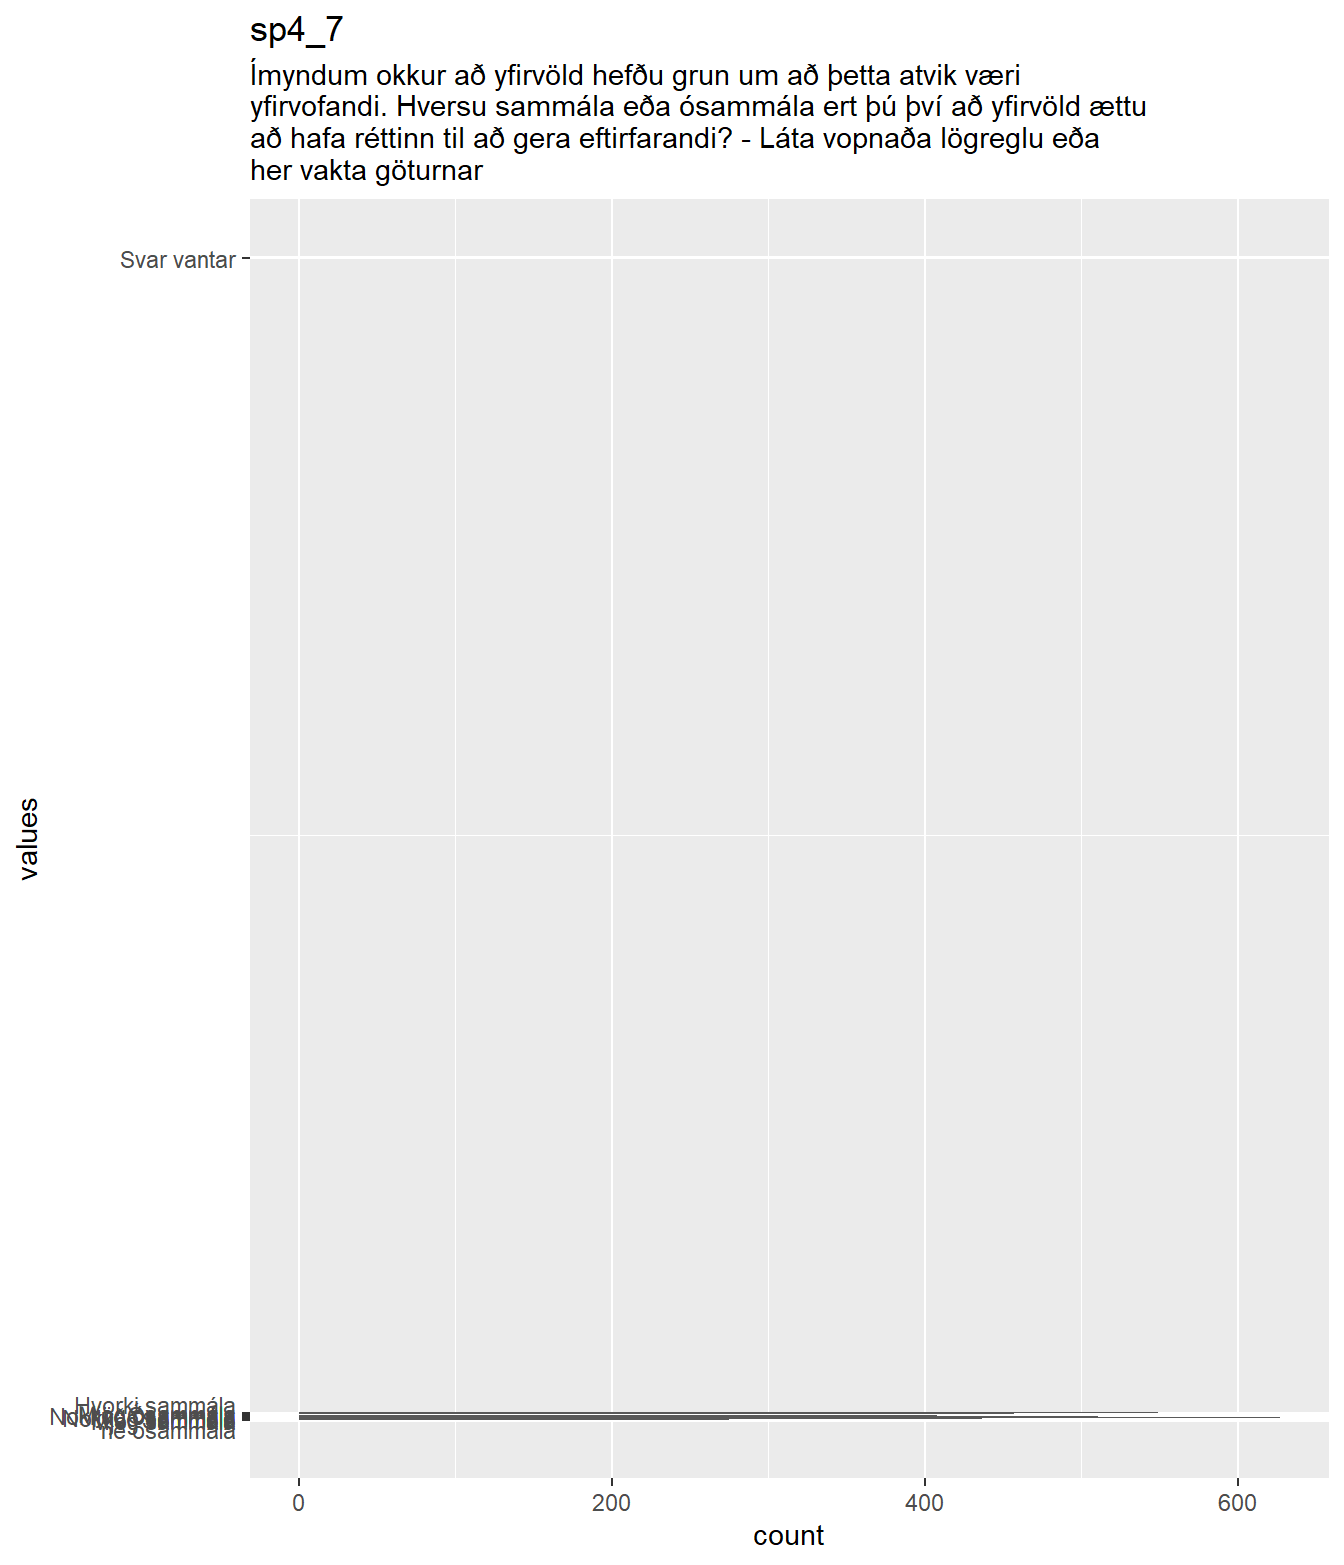 sp4_7
Ímyndum okkur að yfirvöld hefðu grun um að þetta atvik væri
yfirvofandi. Hversu sammála eða ósammála ert þú því að yfirvöld ættu
að hafa réttinn til að gera eftirfarandi? - Láta vopnaða lögreglu eða
her vakta göturnar
Svar vantar
values
Hvorki sammála
né ósammála
0 200 400 600
count